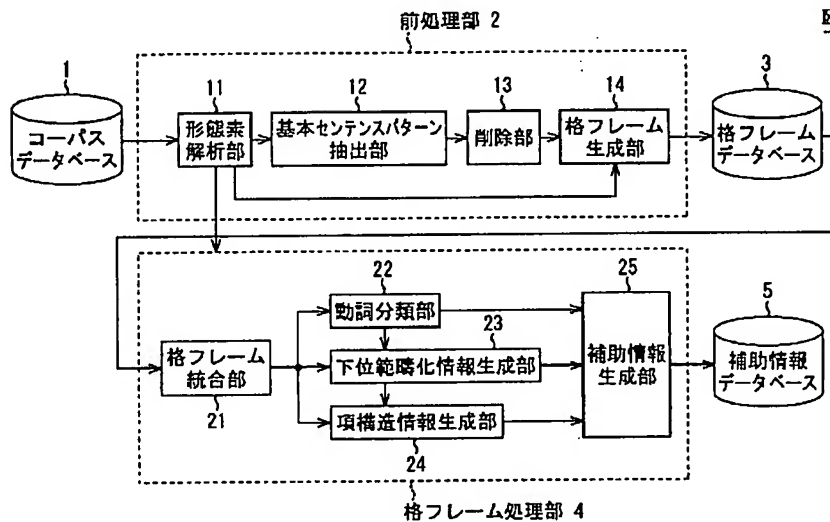 前処理部 2
1
コーパス
データベース
11
形態素
解析部
12
基本センテンスパターン
抽出部
13
削除部
14
格フレーム
生成部
3
格フレーム
データベース
22
動詞分類部
23
下位範疇化情報生成部
項構造情報生成部
24
格フレーム
統合部
21
25
補助情報
生成部
5
補助情報
データベース
格フレーム処理部 4